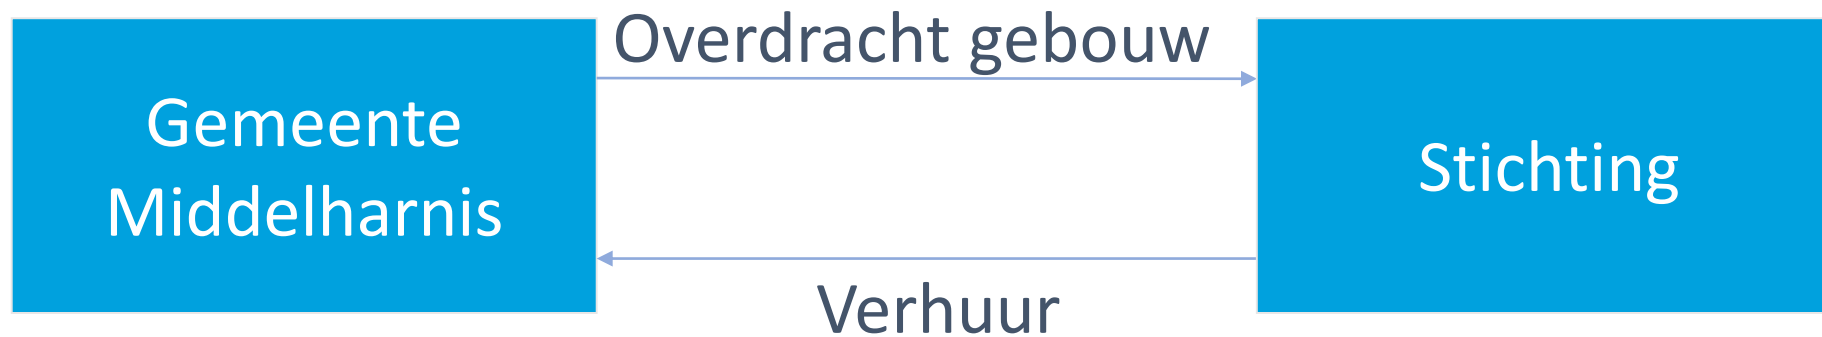 Overdracht gebouw
Gemeente
Middelharnis
Stichting
Verhuur